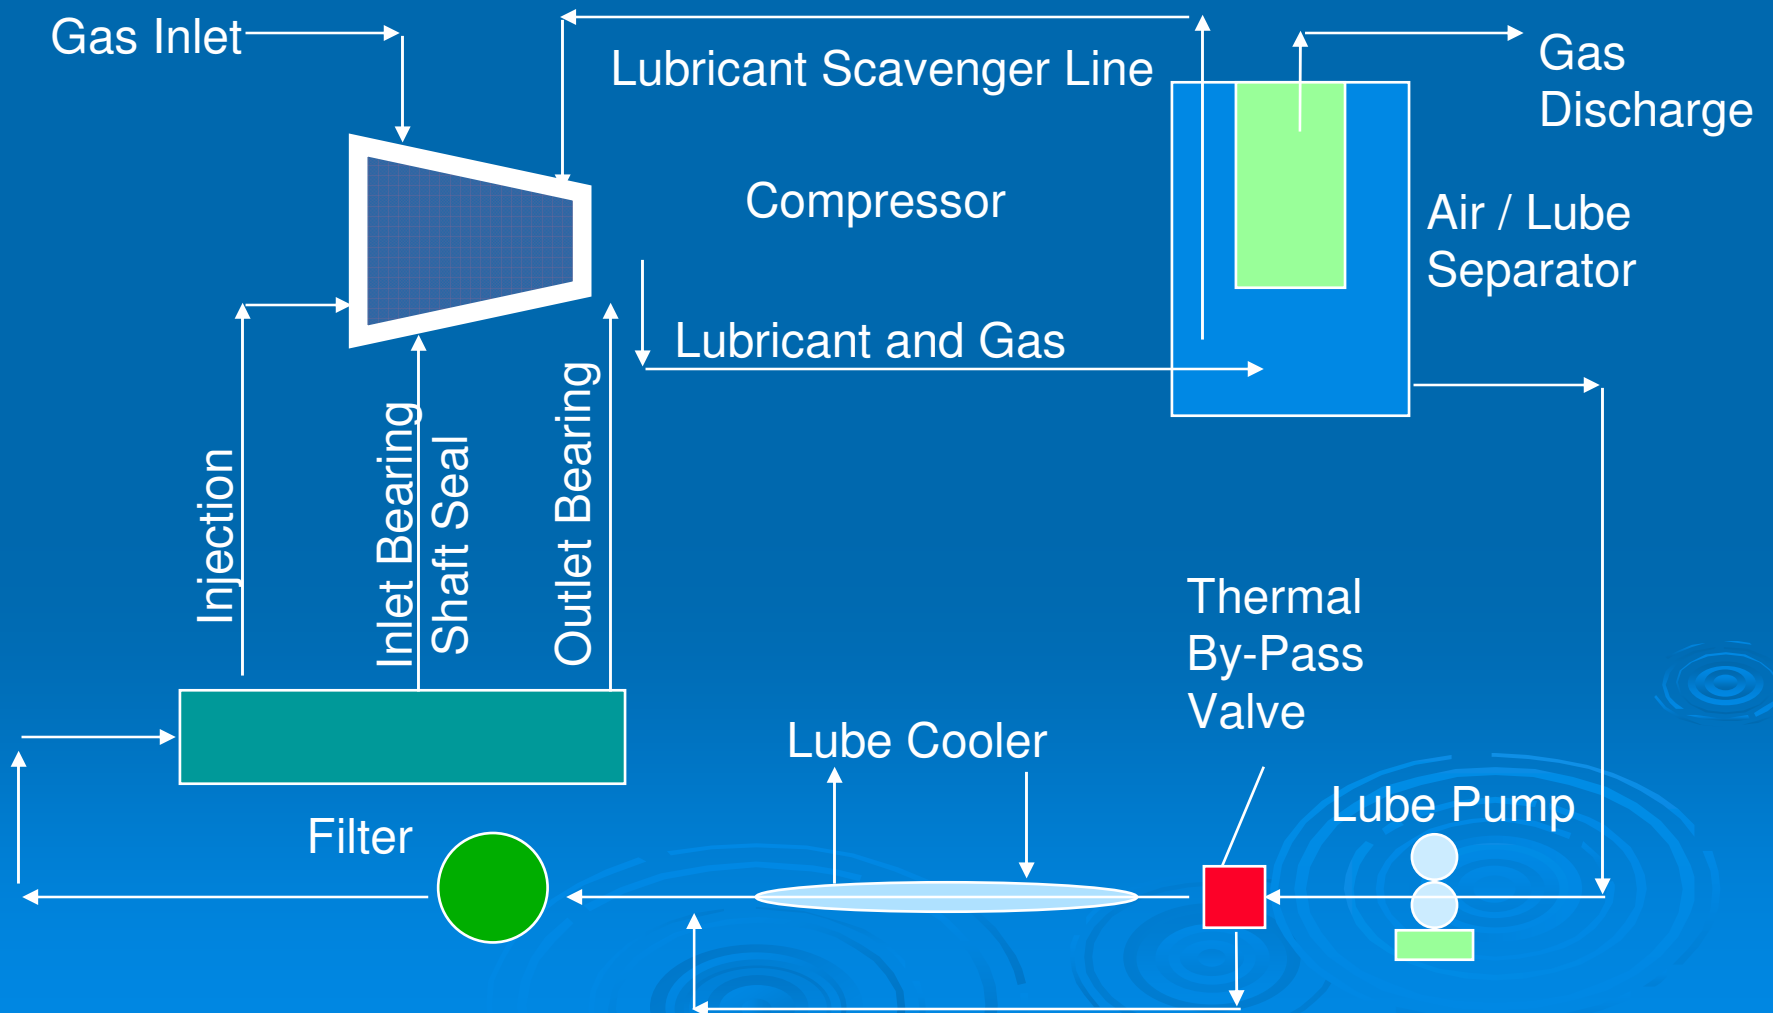 Gas Inlet
Lubricant Scavenger Line
Gas
Discharge
Compressor
Air / Lube
Separator
Lubricant and Gas
Injection
Inlet Bearing
Shaft Seal
Outlet Bearing
Thermal
By-Pass
Valve
Lube Cooler
Lube Pump
Filter